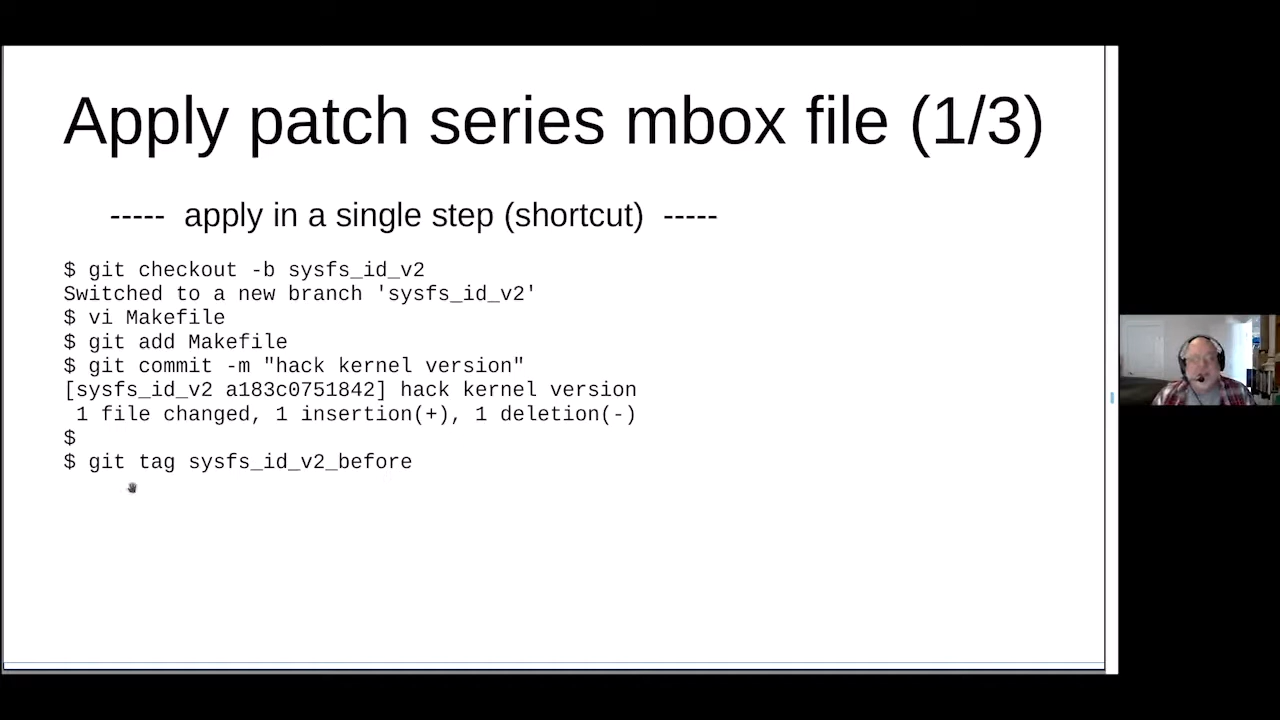 Apply patch series mbox file (1/3)
----- apply in a single step (shortcut) -----
$ git checkout -b sysfs_id_v2
Switched to a new branch 'sysfs_id_v2'
$ vi Makefile
$ git add Makefile
$ git commit -m "hack kernel version"
[sysfs_id_v2 a183c0751842] hack kernel version
 1 file changed, 1 insertion(+), 1 deletion(-)
$
$ git tag sysfs_id_v2_before